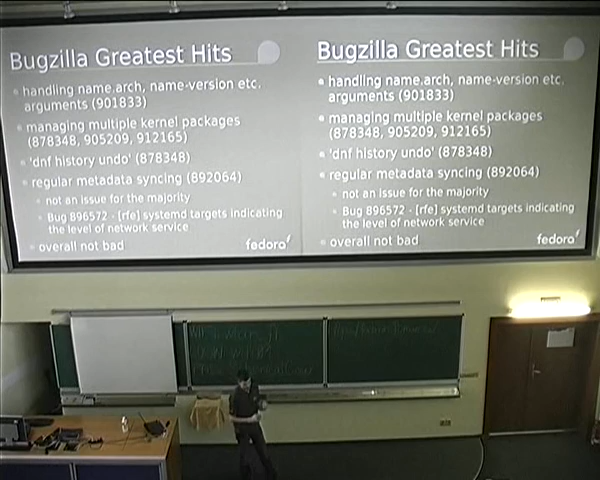 Bugzilla Greatest Hits
handling name.arch, name-version etc.
arguments (901833)
managing multiple kernel packages
(878348, 905209, 912165)
'dnf history undo' (878348)
regular metadata syncing (892064)
not an issue for the majority
Bug 896572 - [rfe] systemd targets indicating
the level of network service
overall not bad
fedora
Bugzilla Greatest Hits
handling name.arch, name-version etc.
arguments (901833)
managing multiple kernel packages
(878348, 905209, 912165)
'dnf history undo' (878348)
regular metadata syncing (892064)
not an issue for the majority
Bug 896572 - [rfe] systemd targets indicating
the level of network service
overall not bad
fedora